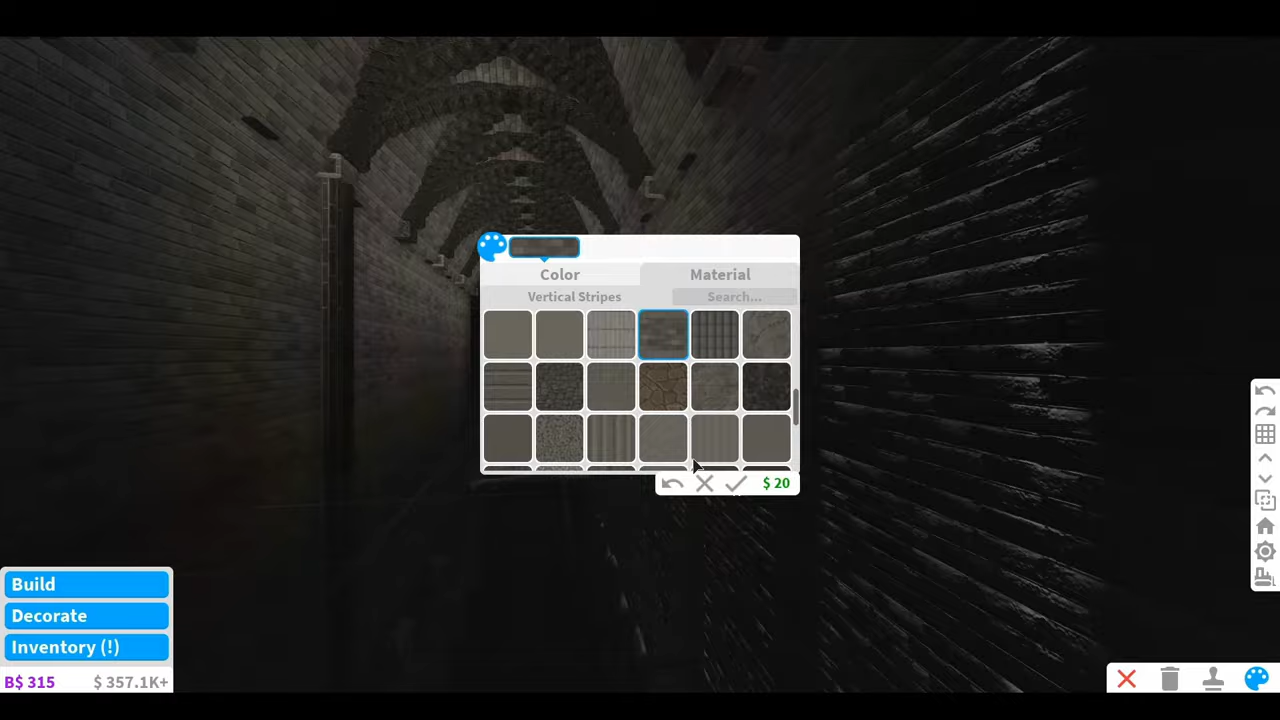 Color
Material
Vertical Stripes
Search...
$ 20
Build
Decorate
Inventory (!)
B$ 315
$ 357.1K+